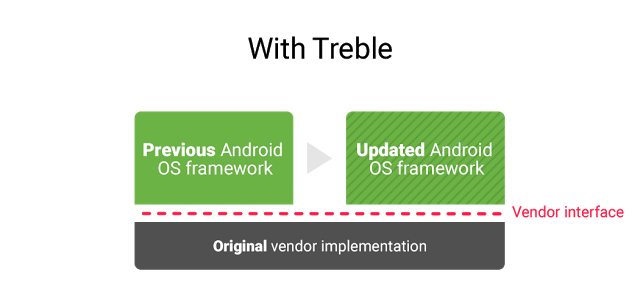 With Treble
Previous Android
OS framework
Updated Android
OS framework
Vendor interface
Original vendor implementation